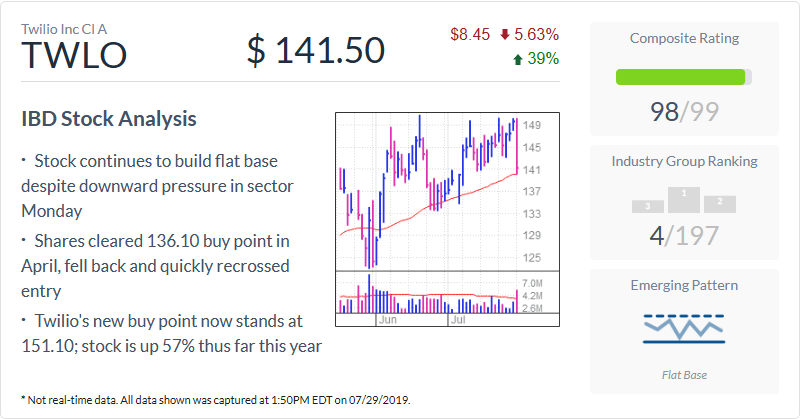 Twilio Inc Cl A
TWLO
$ 141.50
$8.45 5.63%
39%
IBD Stock Analysis
• Stock continues to build flat base
despite downward pressure in sector
Monday
• Shares cleared 136.10 buy point in
April, fell back and quickly recrossed
entry
• Twilio's new buy point now stands at
151.10; stock is up 57% thus far this year
149
145
141
137
133
129
125
7.0M
4.2M
2.6M
Jun Jul
Composite Rating
98/99
Industry Group Ranking
3 1 2
4/197
Emerging Pattern
Flat Base
* Not real-time data. All data shown was captured at 1:50PM EDT on 07/29/2019.